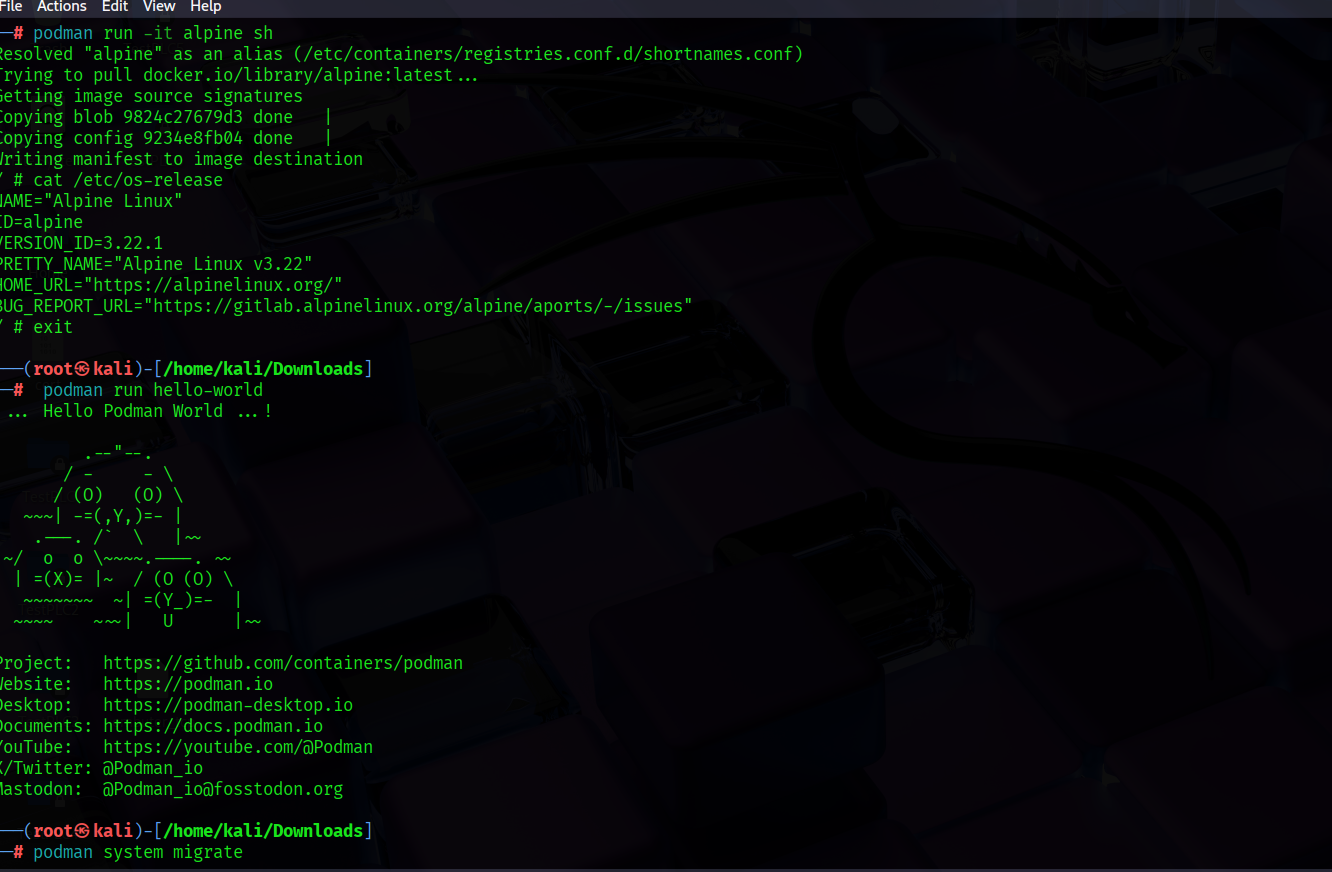 File Actions Edit View Help
─# podman run -it alpine sh
Resolved "alpine" as an alias (/etc/containers/registries.conf.d/shortnames.conf)
Trying to pull docker.io/library/alpine:latest...
Getting image source signatures
Copying blob 9824c27679d3 done   |
Copying config 9234e8fb04 done   |
Writing manifest to image destination
/ # cat /etc/os-release
NAME="Alpine Linux"
ID=alpine
VERSION_ID=3.22.1
PRETTY_NAME="Alpine Linux v3.22"
HOME_URL="https://alpinelinux.org/"
BUG_REPORT_URL="https://gitlab.alpinelinux.org/alpine/aports/-/issues"
/ # exit
──(root㉿kali)-[/home/kali/Downloads]
─#  podman run hello-world
... Hello Podman World ...!
         .--"--.
       / -     - \
      / (O)   (O) \
   ~~~| -=(,Y,)=- |
    .---. /`  \   |~~
 ~/  o  o \~~~~.----. ~~
  | =(X)= |~  / (O (O) \
   ~~~~~~~  ~| =(Y_)=-  |
  ~~~~    ~~~|   U      |~~
Project:   https://github.com/containers/podman
Website:   https://podman.io
Desktop:   https://podman-desktop.io
Documents: https://docs.podman.io
YouTube:   https://youtube.com/@Podman
X/Twitter: @Podman_io
Mastodon:  @Podman_io@fosstodon.org
──(root㉿kali)-[/home/kali/Downloads]
─# podman system migrate